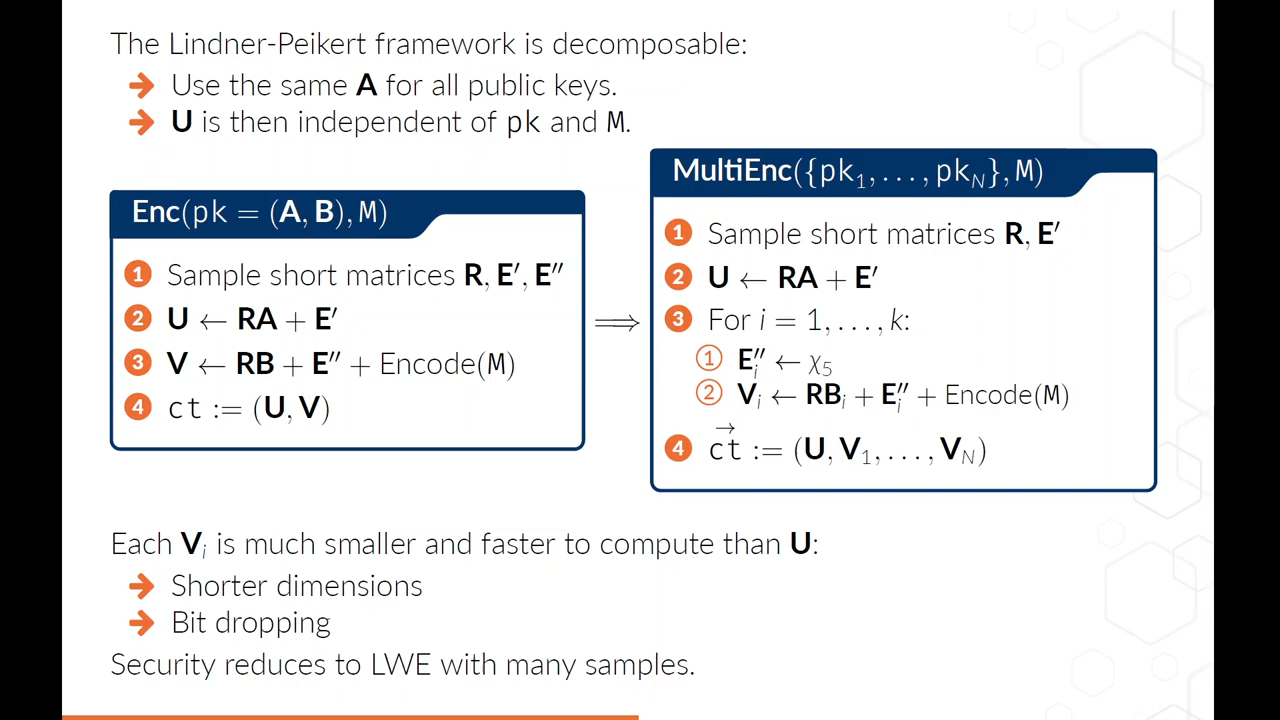 The Lindner-Peikert framework is decomposable:
➔ Use the same A for all public keys.
➔ U is then independent of pk and M.
Enc(pk = (A, B), M)
1 Sample short matrices R, E′, E″
2 U ← RA + E′
3 V ← RB + E″ + Encode(M)
4 ct := (U, V)
⟹
MultiEnc({pk₁, . . . , pk_N}, M)
1 Sample short matrices R, E′
2 U ← RA + E′
3 For i = 1, . . . , k:
1 E″ᵢ ← χ₅
2 Vᵢ ← RBᵢ + E″ᵢ + Encode(M)
4 c⃗t := (U, V₁, . . . , V_N)
Each Vᵢ is much smaller and faster to compute than U:
➔ Shorter dimensions
➔ Bit dropping
Security reduces to LWE with many samples.